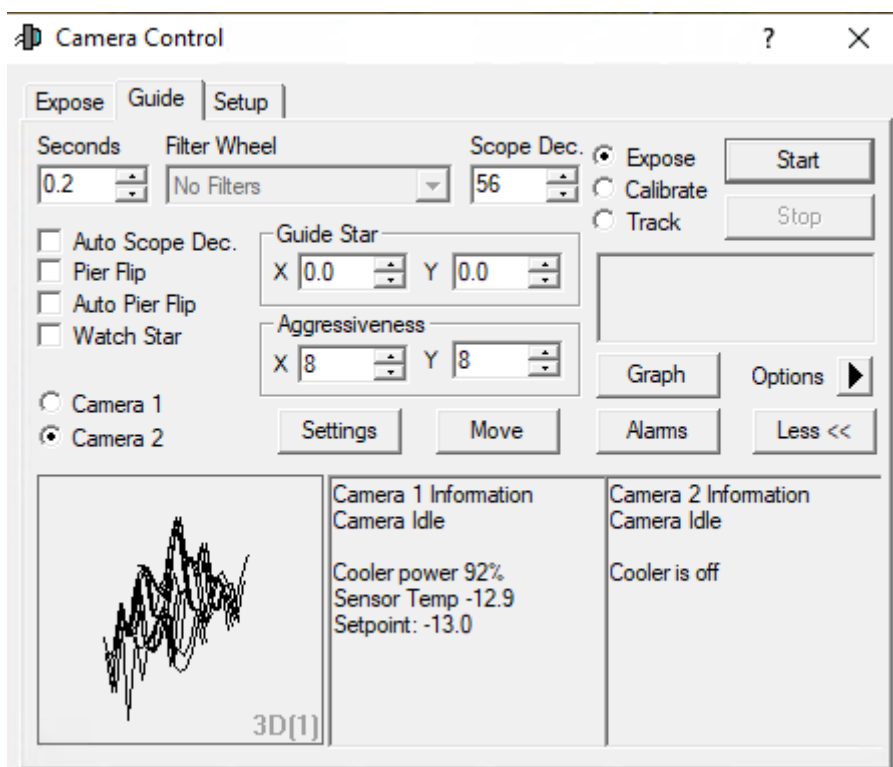 Camera Control
?
Expose Guide Setup
Seconds Filter Wheel Scope Dec.
0.2 No Filters 56
Expose
Calibrate
Track
Start
Stop
Auto Scope Dec.
Pier Flip
Auto Pier Flip
Watch Star
Guide Star
X 0.0 Y 0.0
Aggressiveness
X 8 Y 8
Graph Options
Camera 1
Camera 2
Settings Move Alarms Less <<
Camera 1 Information
Camera Idle
Cooler power 92%
Sensor Temp -12.9
Setpoint: -13.0
Camera 2 Information
Camera Idle
Cooler is off
3D(1)